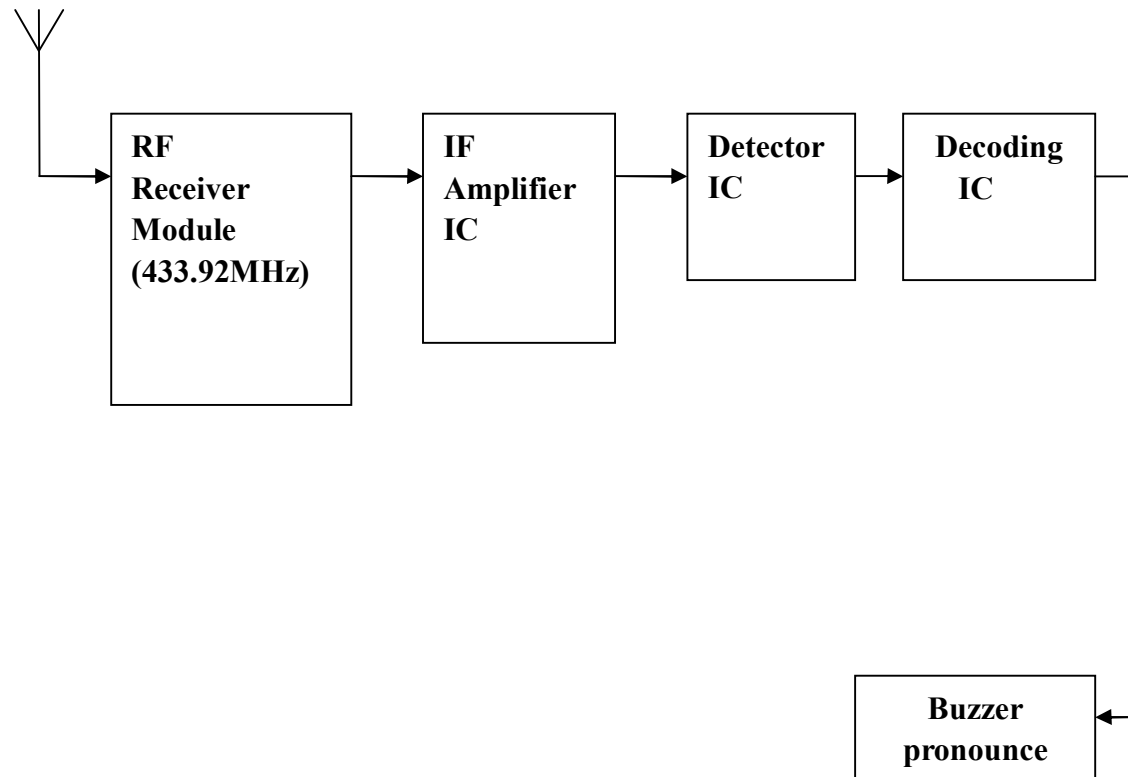 RF
Receiver
Module
(433.92MHz)
IF
Amplifier
IC
Detector
IC
Decoding
IC
Buzzer
pronounce